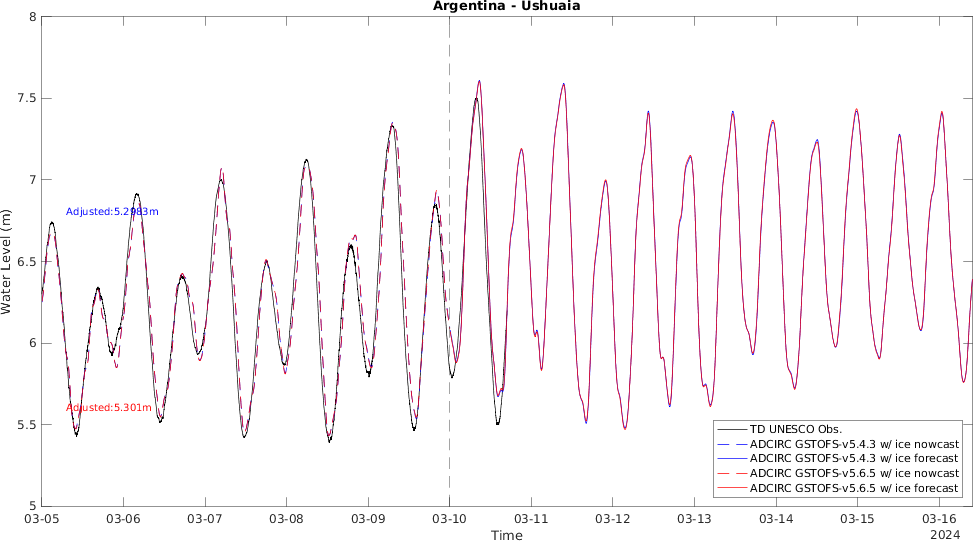 Argentina - Ushuaia
8
7.5
7
6.5
6
5.5
5
Water Level (m)
Adjusted:5.2983m
Adjusted:5.301m
TD UNESCO Obs.
ADCIRC GSTOFS-v5.4.3 w/ ice nowcast
ADCIRC GSTOFS-v5.4.3 w/ ice forecast
ADCIRC GSTOFS-v5.6.5 w/ ice nowcast
ADCIRC GSTOFS-v5.6.5 w/ ice forecast
03-05 03-06 03-07 03-08 03-09 03-10 03-11 03-12 03-13 03-14 03-15 03-16
2024
Time